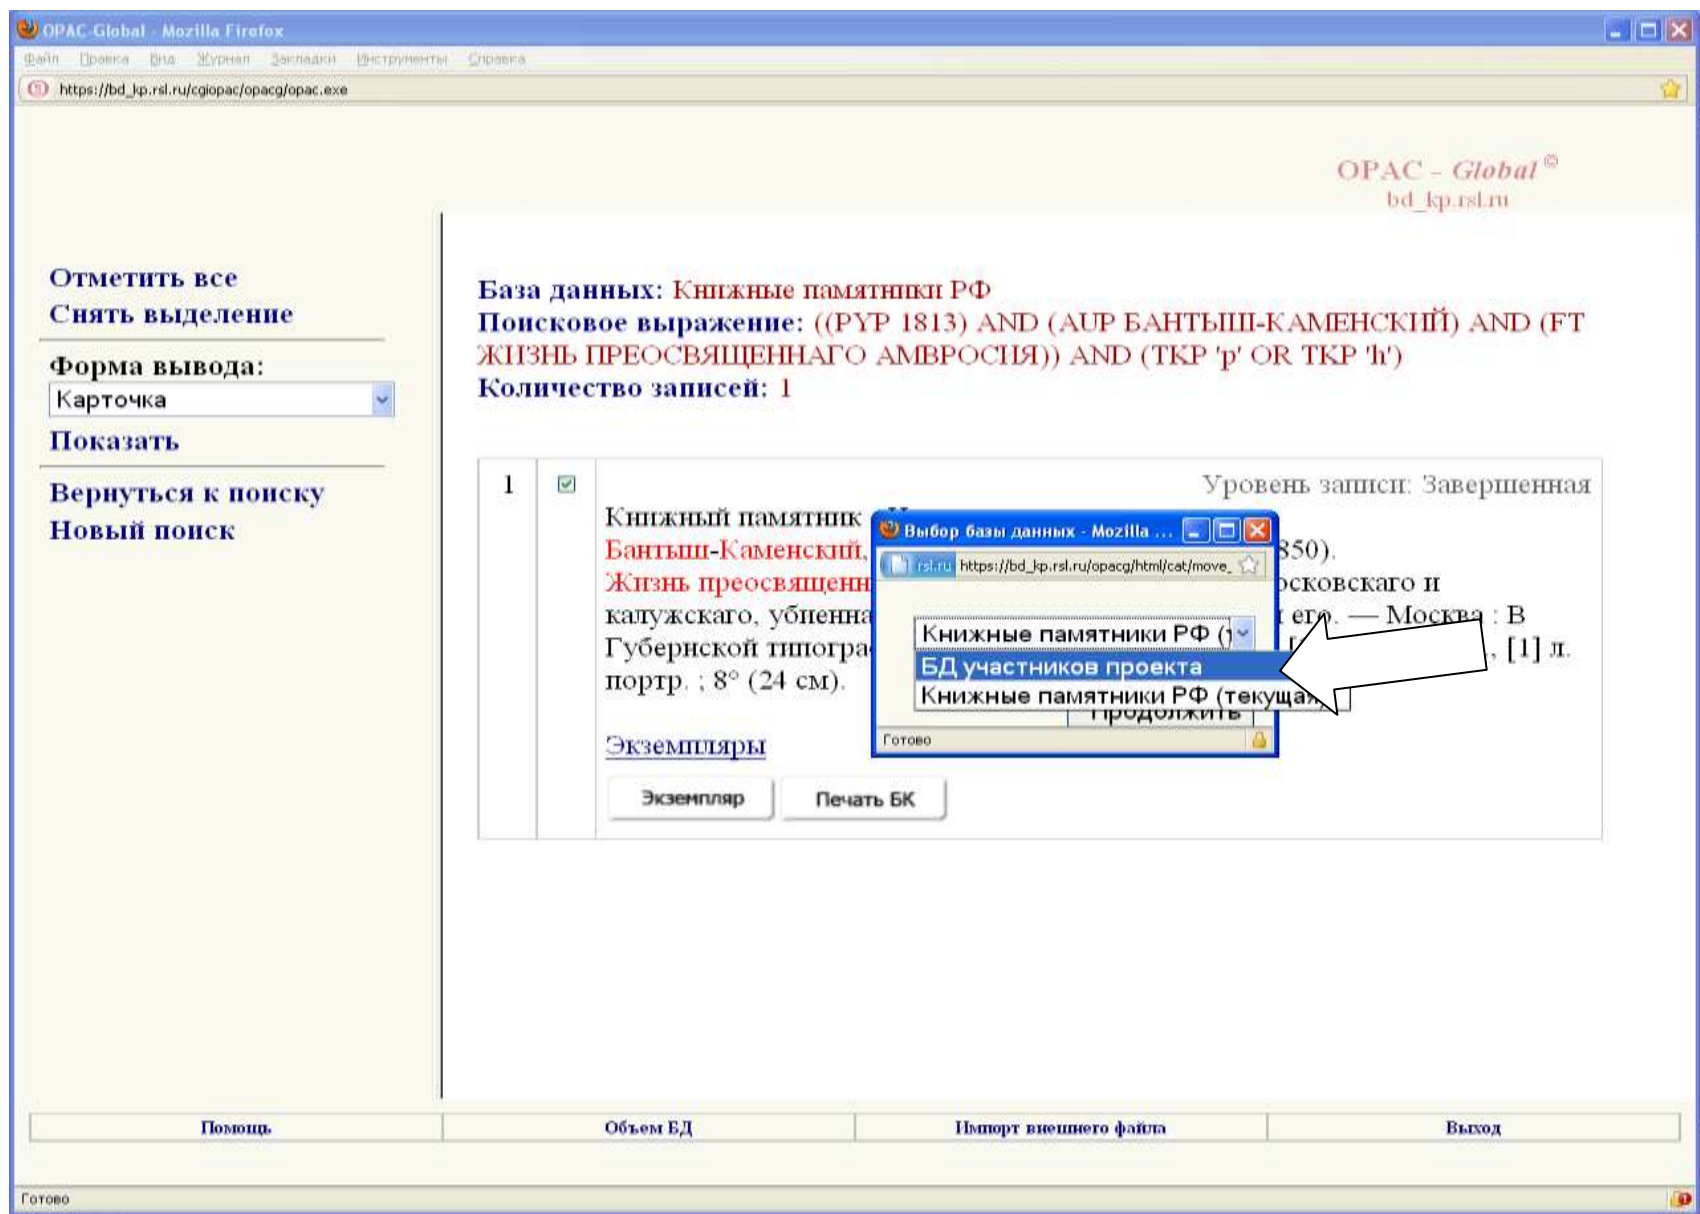 OPAC-Global - Mozilla Firefox
Файл Правка Вид Журнал Закладки Инструменты Справка
https://bd_kp.rsl.ru/cgiopac/opacg/opac.exe
OPAC - Global ©
bd_kp.rsl.ru
Отметить все
Снять выделение
Форма вывода:
Карточка
Показать
Вернуться к поиску
Новый поиск
База данных: Книжные памятники РФ
Поисковое выражение: ((PYP 1813) AND (AUP БАНТЫШ-КАМЕНСКИЙ) AND (FT
ЖИЗНЬ ПРЕОСВЯЩЕННАГО АМВРОСИЯ)) AND (TKP 'p' OR TKP 'h')
Количество записей: 1
1
Уровень записи: Завершенная
Книжный памятник
Бантыш-Каменский, 850).
Жизнь преосвященн осковскаго и
калужскаго, убиенна его. — Москва : В
Губернской типогра , [1] л.
портр. ; 8° (24 см).
Экземпляры
Экземпляр Печать БК
Выбор базы данных - Mozilla ...
rsl.ru https://bd_kp.rsl.ru/opacg/html/cat/move_
Книжные памятники РФ (т
БД участников проекта
Книжные памятники РФ (текущая
Продолжить
Готово
Помощь Объем БД Импорт внешнего файла Выход
Готово